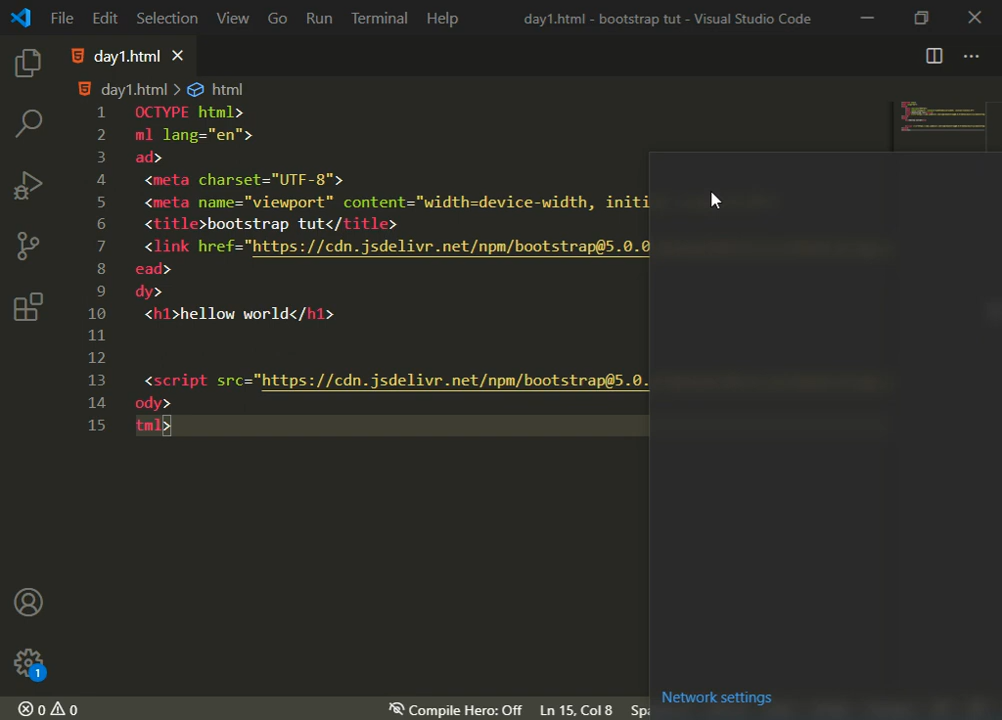 File Edit Selection View Go Run Terminal Help day1.html - bootstrap tut - Visual Studio Code
day1.html
day1.html > html
1 OCTYPE html>
2 ml lang="en">
3 ad>
4 <meta charset="UTF-8">
5 <meta name="viewport" content="width=device-width, initi
6 <title>bootstrap tut</title>
7 <link href="https://cdn.jsdelivr.net/npm/bootstrap@5.0.0
8 ead>
9 dy>
10 <h1>hellow world</h1>
11
12
13 <script src="https://cdn.jsdelivr.net/npm/bootstrap@5.0.
14 ody>
15 tml>
1
Network settings
0 0 Compile Hero: Off Ln 15, Col 8 Spa